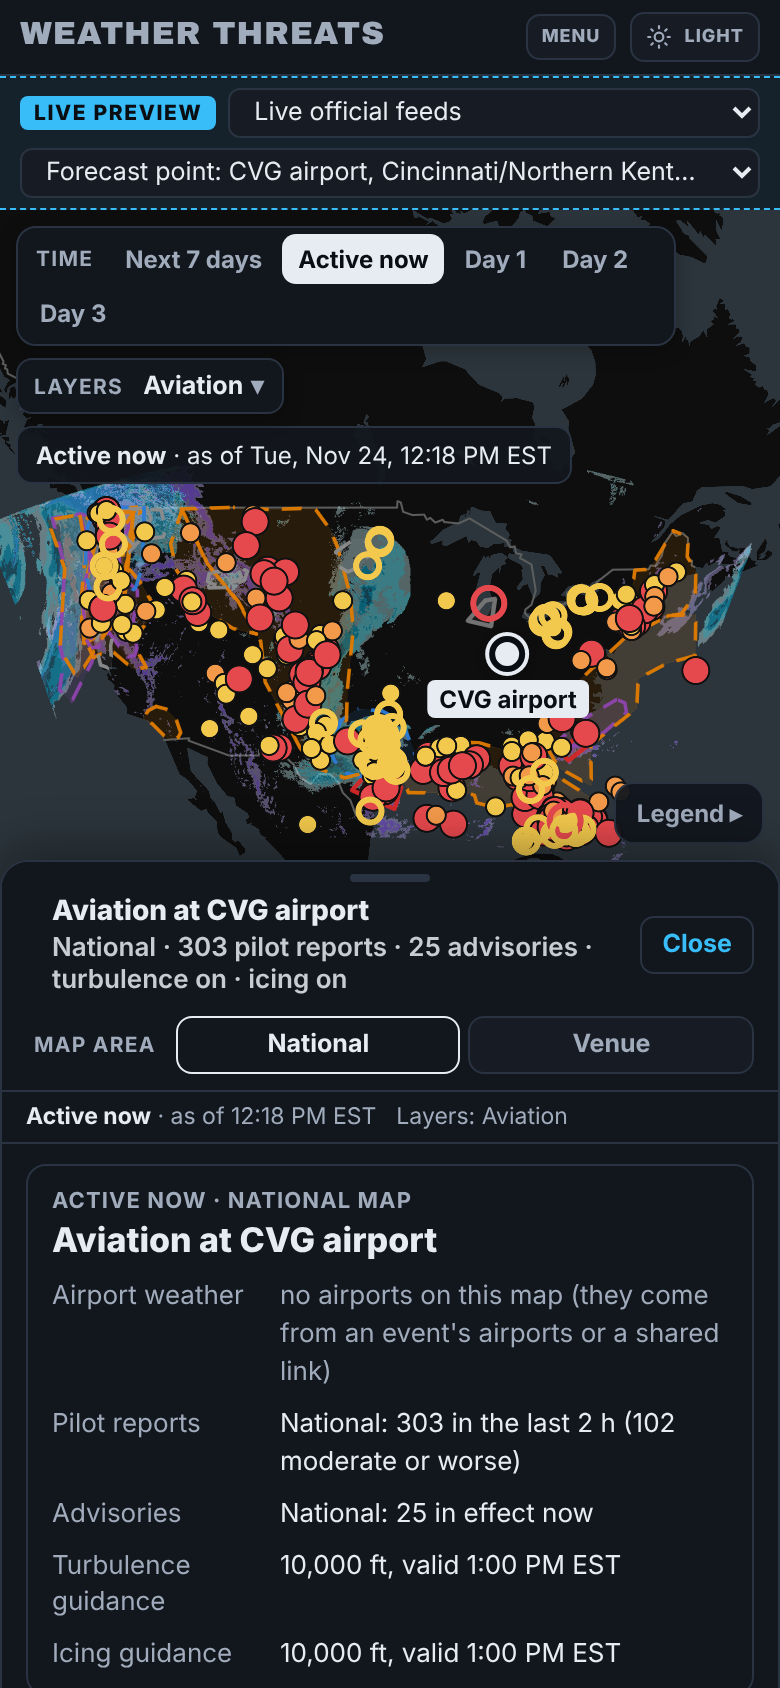 WEATHER THREATS
MENU
LIGHT
LIVE PREVIEW
Live official feeds
Forecast point: CVG airport, Cincinnati/Northern Kent...
TIME
Next 7 days
Active now
Day 1
Day 2
Day 3
LAYERS Aviation ▾
Active now · as of Tue, Nov 24, 12:18 PM EST
CVG airport
Legend ▸
Aviation at CVG airport
National · 303 pilot reports · 25 advisories ·
turbulence on · icing on
Close
MAP AREA
National
Venue
Active now · as of 12:18 PM EST Layers: Aviation
ACTIVE NOW · NATIONAL MAP
Aviation at CVG airport
Airport weather no airports on this map (they come
from an event's airports or a shared
link)
Pilot reports National: 303 in the last 2 h (102
moderate or worse)
Advisories National: 25 in effect now
Turbulence 10,000 ft, valid 1:00 PM EST
guidance
Icing guidance 10,000 ft, valid 1:00 PM EST